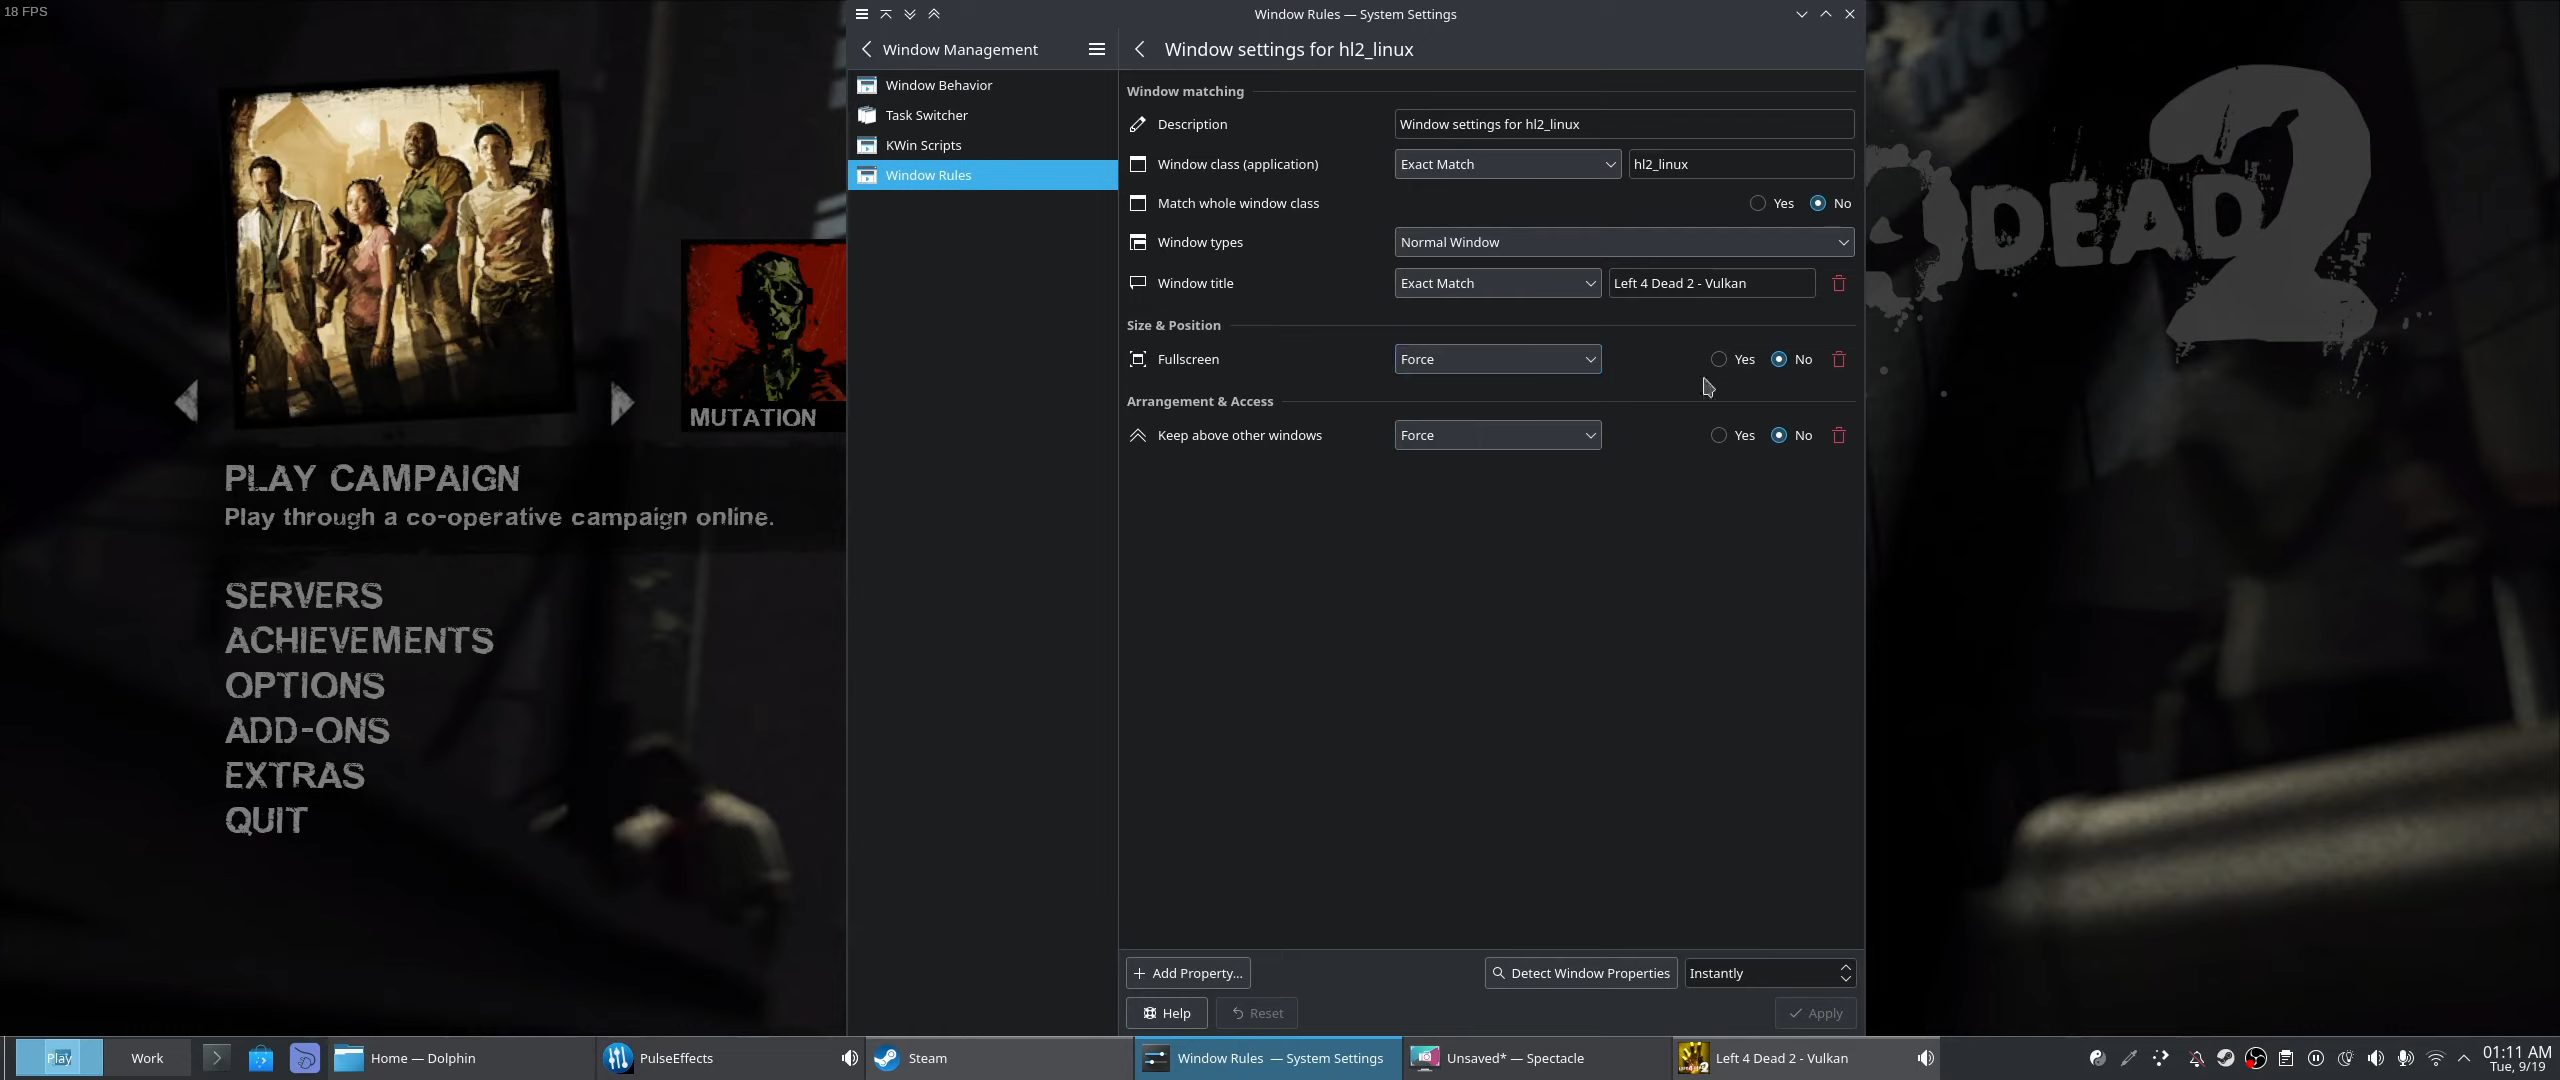 18 FPS
Window Rules — System Settings
Window Management
Window settings for hl2_linux
Window Behavior
Task Switcher
KWin Scripts
Window Rules
Window matching
Description
Window settings for hl2_linux
Window class (application)
Exact Match
hl2_linux
Match whole window class
Yes
No
Window types
Normal Window
Window title
Exact Match
Left 4 Dead 2 - Vulkan
Size & Position
Fullscreen
Force
Yes
No
Arrangement & Access
Keep above other windows
Force
Yes
No
Add Property...
Detect Window Properties
Instantly
Help
Reset
Apply
MUTATION
PLAY CAMPAIGN
Play through a co-operative campaign online.
SERVERS
ACHIEVEMENTS
OPTIONS
ADD-ONS
EXTRAS
QUIT
DEAD 2
TM
Play
Work
Home — Dolphin
PulseEffects
Steam
Window Rules — System Settings
Unsaved* — Spectacle
Left 4 Dead 2 - Vulkan
01:11 AM
Tue, 9/19